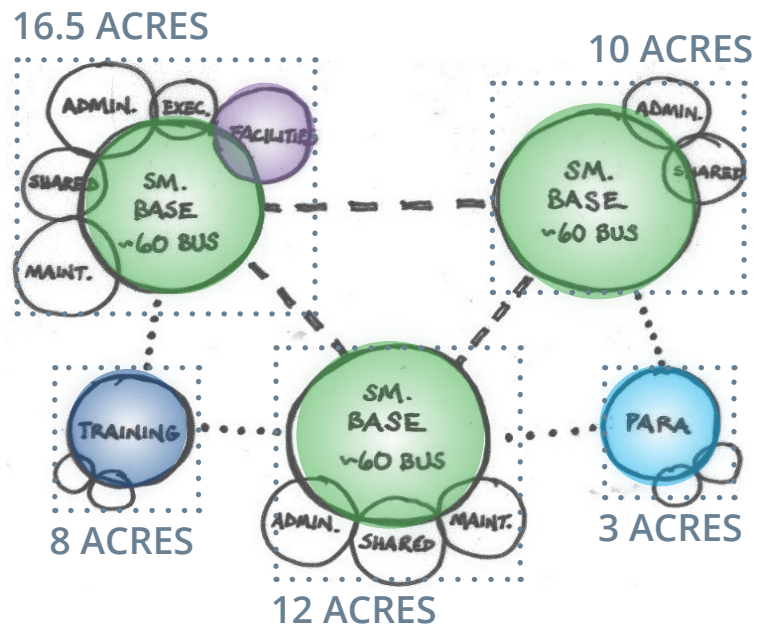 16.5 ACRES
ADMIN.
EXEC.
FACILITIES
SHARED
SM.
BASE
~60 BUS
MAINT.
10 ACRES
ADMIN.
SHARED
SM.
BASE
~60 BUS
TRAINING
8 ACRES
SM.
BASE
~60 BUS
ADMIN.
SHARED
MAINT.
12 ACRES
PARA
3 ACRES